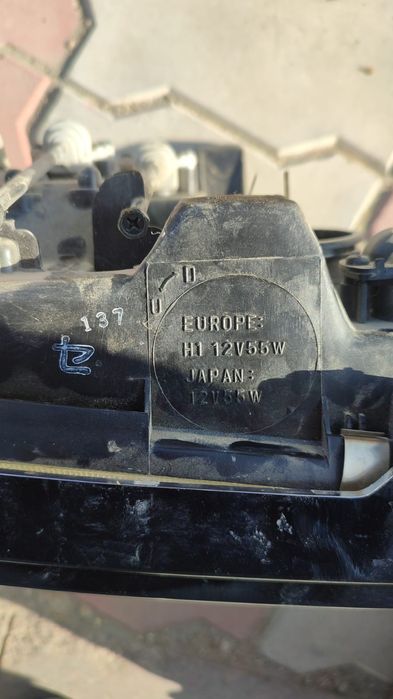 U D
137
セ
EUROPE:
H1 12V55W
JAPAN:
12V55W